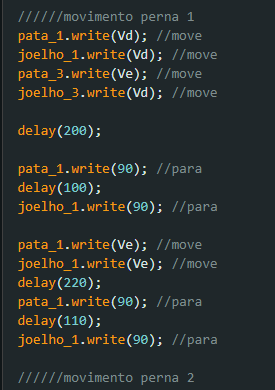 //////movimento perna 1
pata_1.write(Vd); //move
joelho_1.write(Vd); //move
pata_3.write(Ve); //move
joelho_3.write(Vd); //move
delay(200);
pata_1.write(90); //para
delay(100);
joelho_1.write(90); //para
pata_1.write(Ve); //move
joelho_1.write(Ve); //move
delay(220);
pata_1.write(90); //para
delay(110);
joelho_1.write(90); //para
//////movimento perna 2